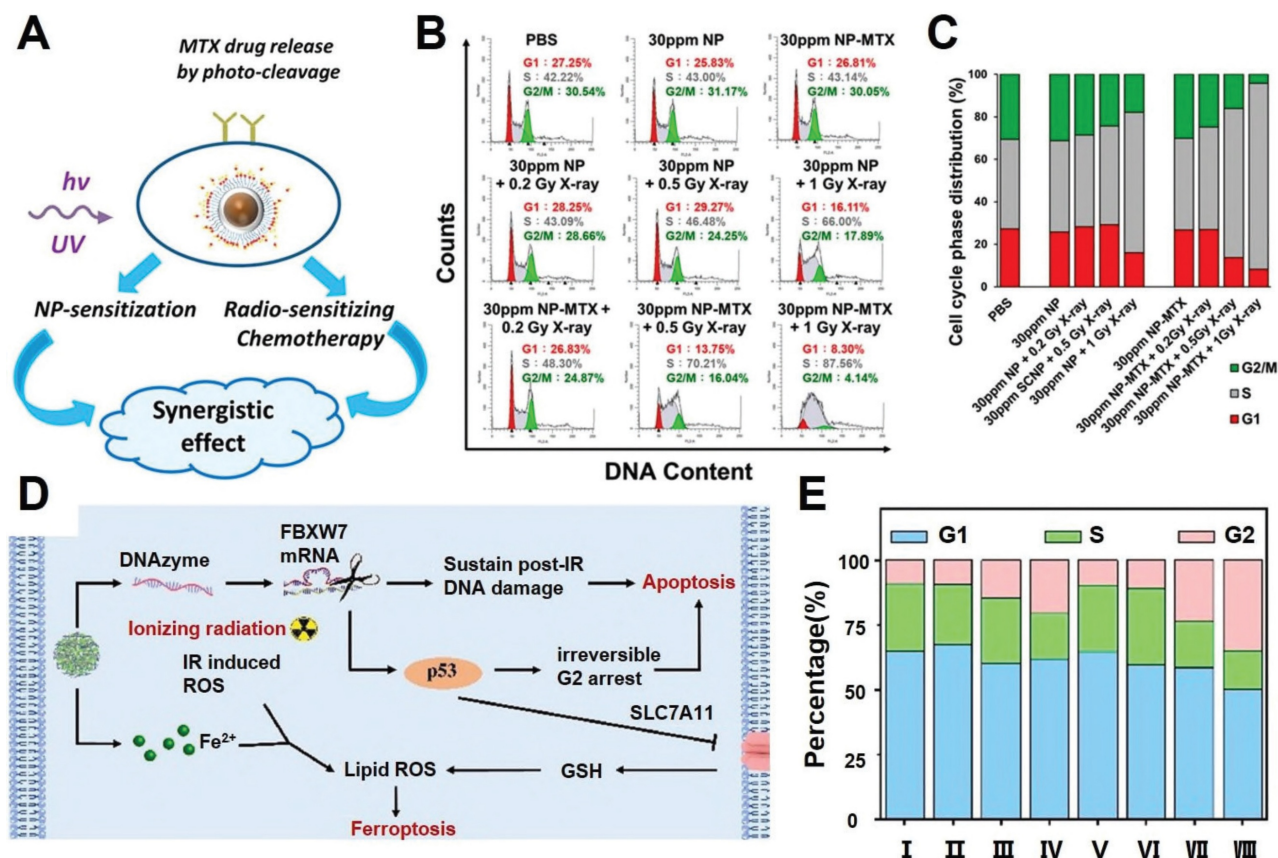 A
MTX drug release
by photo-cleavage
hv
UV
NP-sensitization
Radio-sensitizing
Chemotherapy
Synergistic
effect
B
Counts
PBS
G1：27.25%
S：42.22%
G2/M：30.54%
30ppm NP
G1：25.83%
S：43.00%
G2/M：31.17%
30ppm NP-MTX
G1：26.81%
S：43.14%
G2/M：30.05%
30ppm NP
+ 0.2 Gy X-ray
G1：28.25%
S：43.09%
G2/M：28.66%
30ppm NP
+ 0.5 Gy X-ray
G1：29.27%
S：46.48%
G2/M：24.25%
30ppm NP
+ 1 Gy X-ray
G1：16.11%
S：66.00%
G2/M：17.89%
30ppm NP-MTX +
0.2 Gy X-ray
G1：26.83%
S：48.30%
G2/M：24.87%
30ppm NP-MTX
+ 0.5 Gy X-ray
G1：13.75%
S：70.21%
G2/M：16.04%
30ppm NP-MTX
+ 1 Gy X-ray
G1：8.30%
S：87.56%
G2/M：4.14%
DNA Content
C
Cell cycle phase distribution (%)
100
80
60
40
20
0
PBS
30ppm NP
30ppm NP + 0.2 Gy X-ray
30ppm SCNP + 0.5 Gy X-ray
30ppm NP + 1 Gy X-ray
30ppm NP-MTX
30ppm NP-MTX + 0.2Gy X-ray
30ppm NP-MTX + 0.5Gy X-ray
30ppm NP-MTX + 1Gy X-ray
G2/M
S
G1
D
DNAzyme
FBXW7
mRNA
Sustain post-IR
DNA damage
Apoptosis
Ionizing radiation
IR induced
ROS
p53
irreversible
G2 arrest
SLC7A11
Fe²⁺
Lipid ROS
GSH
Ferroptosis
E
G1
S
G2
Percentage(%)
100
75
50
25
0
I
II
III
IV
V
VI
VII
VIII